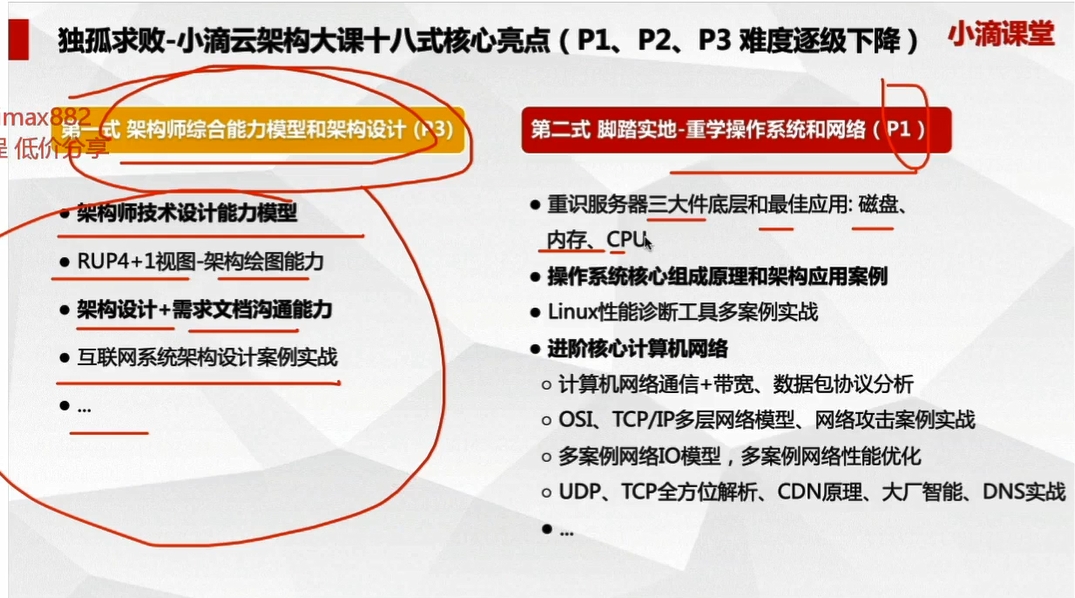 独孤求败-小滴云架构大课十八式核心亮点（P1、P2、P3 难度逐级下降）
小滴课堂
imax882
程 低价分享
第一式 架构师综合能力模型和架构设计 (P3)
● 架构师技术设计能力模型
● RUP4+1视图-架构绘图能力
● 架构设计+需求文档沟通能力
● 互联网系统架构设计案例实战
● ...
第二式 脚踏实地-重学操作系统和网络（P1）
● 重识服务器三大件底层和最佳应用: 磁盘、
内存、CPU
● 操作系统核心组成原理和架构应用案例
● Linux性能诊断工具多案例实战
● 进阶核心计算机网络
○ 计算机网络通信+带宽、数据包协议分析
○ OSI、TCP/IP多层网络模型、网络攻击案例实战
○ 多案例网络IO模型，多案例网络性能优化
○ UDP、TCP全方位解析、CDN原理、大厂智能、DNS实战
● ...